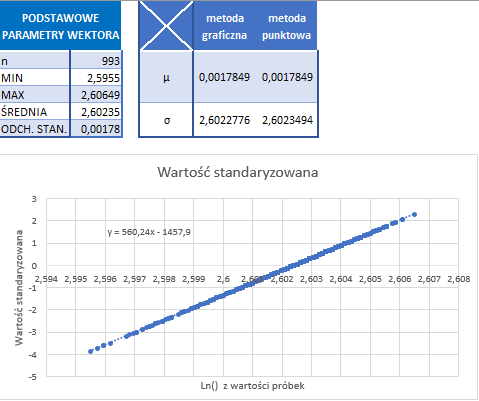 PODSTAWOWE
PARAMETRY WEKTORA
n 993
MIN 2,5955
MAX 2,60649
ŚREDNIA 2,60235
ODCH. STAN. 0,00178
metoda graficzna metoda punktowa
μ 0,0017849 0,0017849
σ 2,6022776 2,6023494
Wartość standaryzowana
y = 560,24x - 1457,9
3
2
1
0
2,594 2,595 2,596 2,597 2,598 2,599 2,6 2,601 2,602 2,603 2,604 2,605 2,606 2,607 2,608
-1
-2
-3
-4
-5
Wartość standaryzowana
Ln() z wartości próbek